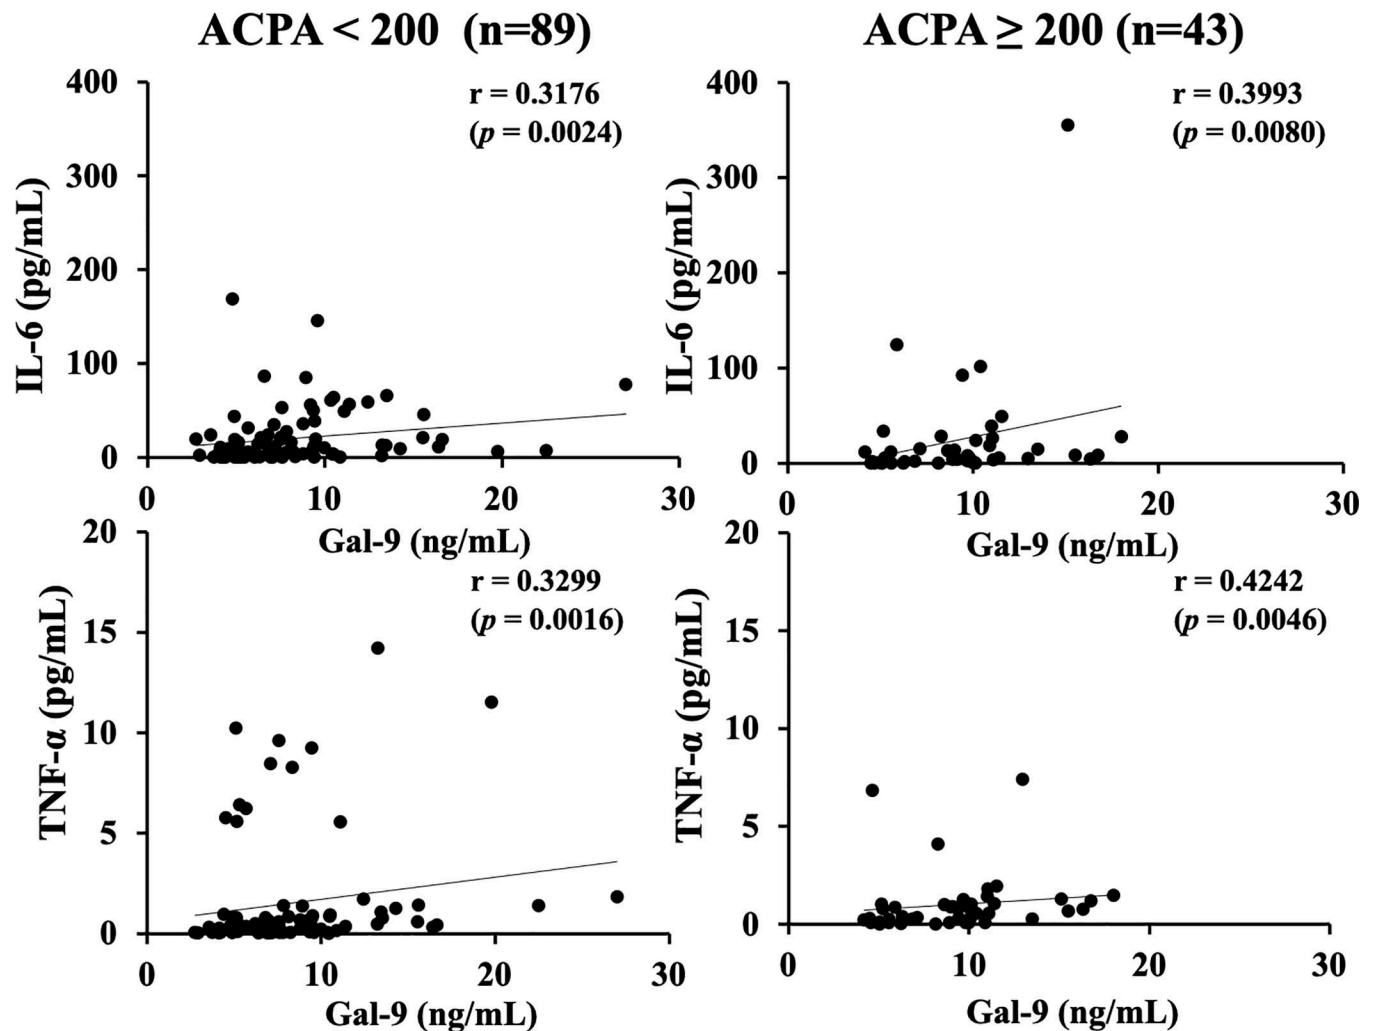 ACPA < 200 (n=89)
ACPA ≥ 200 (n=43)
r = 0.3176
(p = 0.0024)
IL-6 (pg/mL)
400
300
200
100
0
0
10
20
30
Gal-9 (ng/mL)
r = 0.3993
(p = 0.0080)
IL-6 (pg/mL)
400
300
200
100
0
0
10
20
30
Gal-9 (ng/mL)
r = 0.3299
(p = 0.0016)
TNF-α (pg/mL)
20
15
10
5
0
0
10
20
30
Gal-9 (ng/mL)
r = 0.4242
(p = 0.0046)
TNF-α (pg/mL)
20
15
10
5
0
0
10
20
30
Gal-9 (ng/mL)